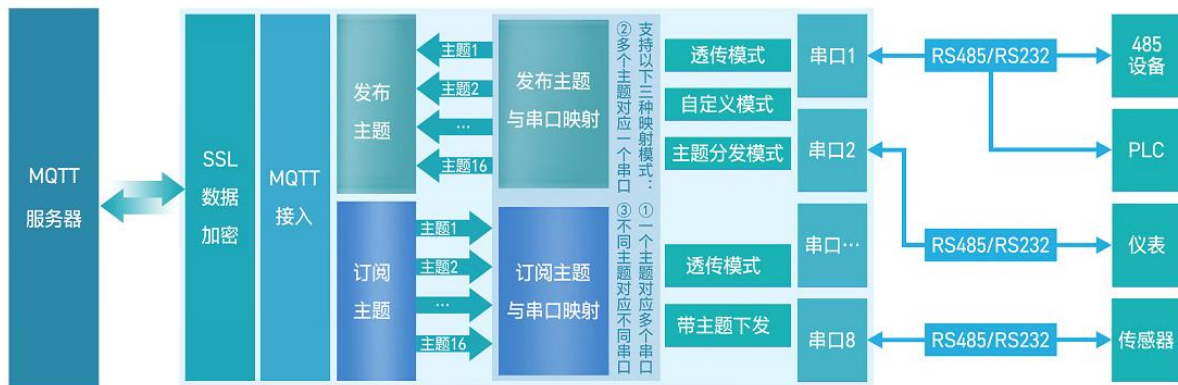 MQTT
服务器
SSL
数据
加密
MQTT
接入
发布
主题
订阅
主题
主题1
主题2
...
主题16
主题1
主题2
...
主题16
发布主题
与串口映射
订阅主题
与串口映射
支持以下三种映射模式：
①一个主题对应多个串口
②多个主题对应一个串口
③不同主题对应不同串口
透传模式
自定义模式
主题分发模式
透传模式
带主题下发
串口1
串口2
串口…
串口8
RS485/RS232
RS485/RS232
RS485/RS232
485
设备
PLC
仪表
传感器